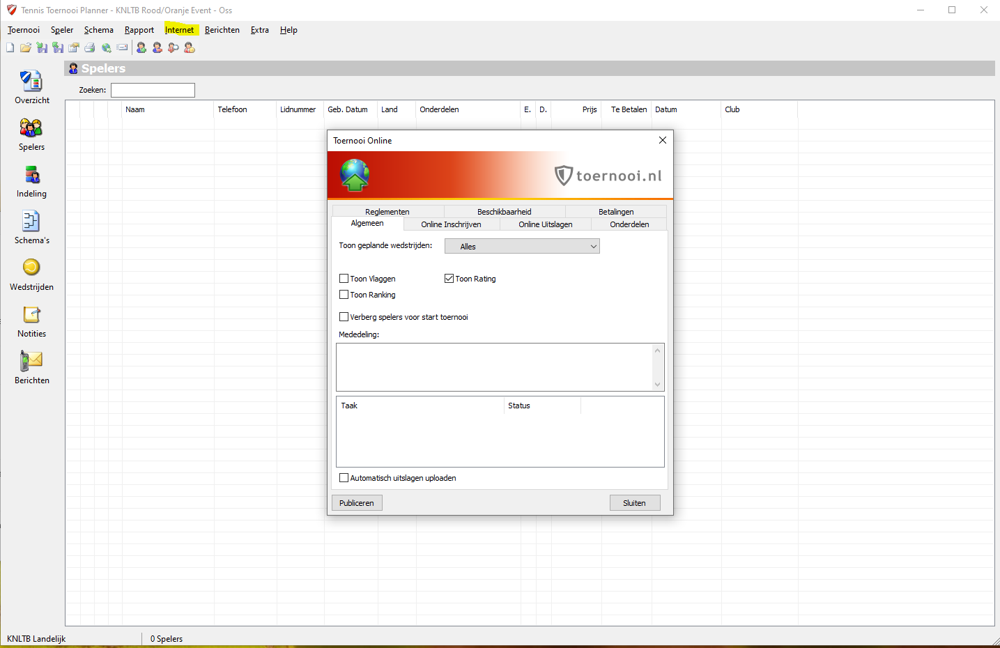 Tennis Toernooi Planner - KNLTB Rood/Oranje Event - Oss
Toernooi Speler Schema Rapport Internet Berichten Extra Help
Spelers
Zoeken:
Naam Telefoon Lidnummer Geb. Datum Land Onderdelen E. D. Prijs Te Betalen Datum Club
Overzicht
Spelers
Indeling
Schema's
Wedstrijden
Notities
Berichten
Toernooi Online
toernooi.nl
Reglementen Beschikbaarheid Betalingen
Algemeen Online Inschrijven Online Uitslagen Onderdelen
Toon geplande wedstrijden: Alles
Toon Vlaggen Toon Rating
Toon Ranking
Verberg spelers voor start toernooi
Mededeling:
Taak Status
Automatisch uitslagen uploaden
Publiceren Sluiten
KNLTB Landelijk 0 Spelers